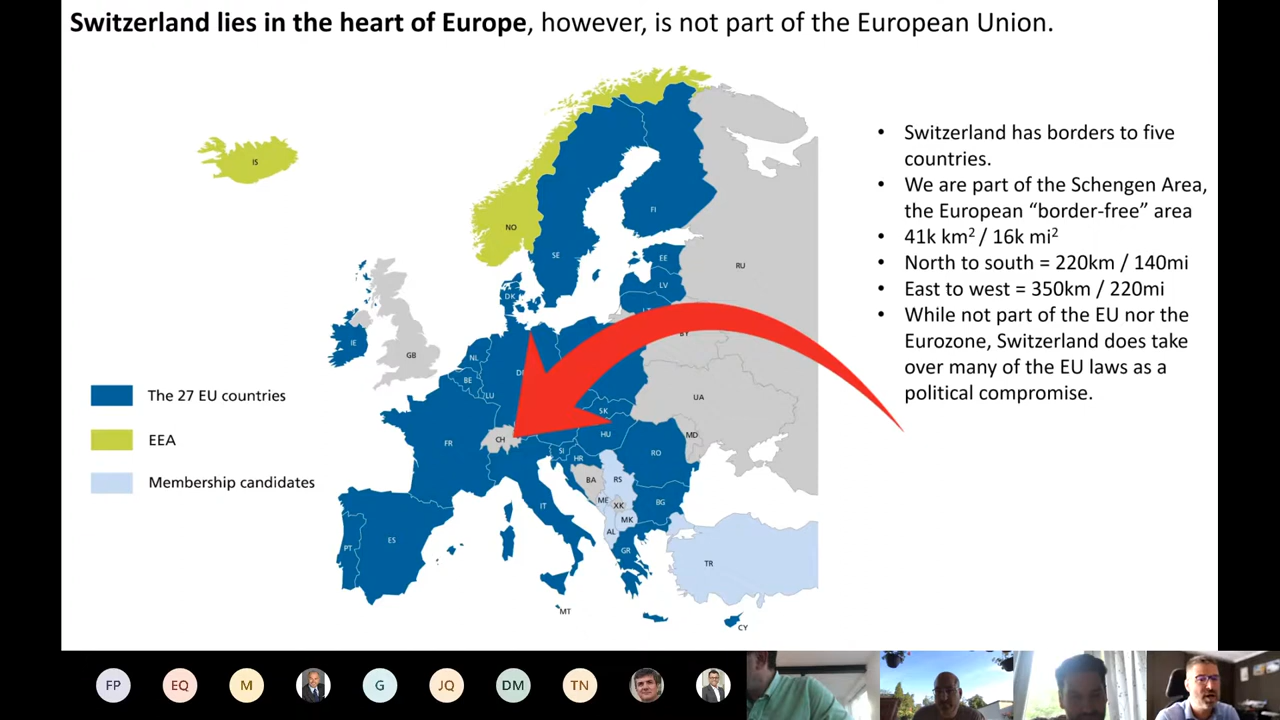 Switzerland lies in the heart of Europe, however, is not part of the European Union.
IS
NO
SE
FI
RU
EE
LV
LT
DK
IE
GB
NL
BE
LU
BY
UA
SK
MD
CH
FR
HU
RO
SI
HR
BA
RS
ME
XK
BG
MK
AL
IT
GR
PT
ES
TR
MT
CY
The 27 EU countries
EEA
Membership candidates
• Switzerland has borders to five
countries.
• We are part of the Schengen Area,
the European “border-free” area
• 41k km² / 16k mi²
• North to south = 220km / 140mi
• East to west = 350km / 220mi
• While not part of the EU nor the
Eurozone, Switzerland does take
over many of the EU laws as a
political compromise.
FP
EQ
M
G
JQ
DM
TN